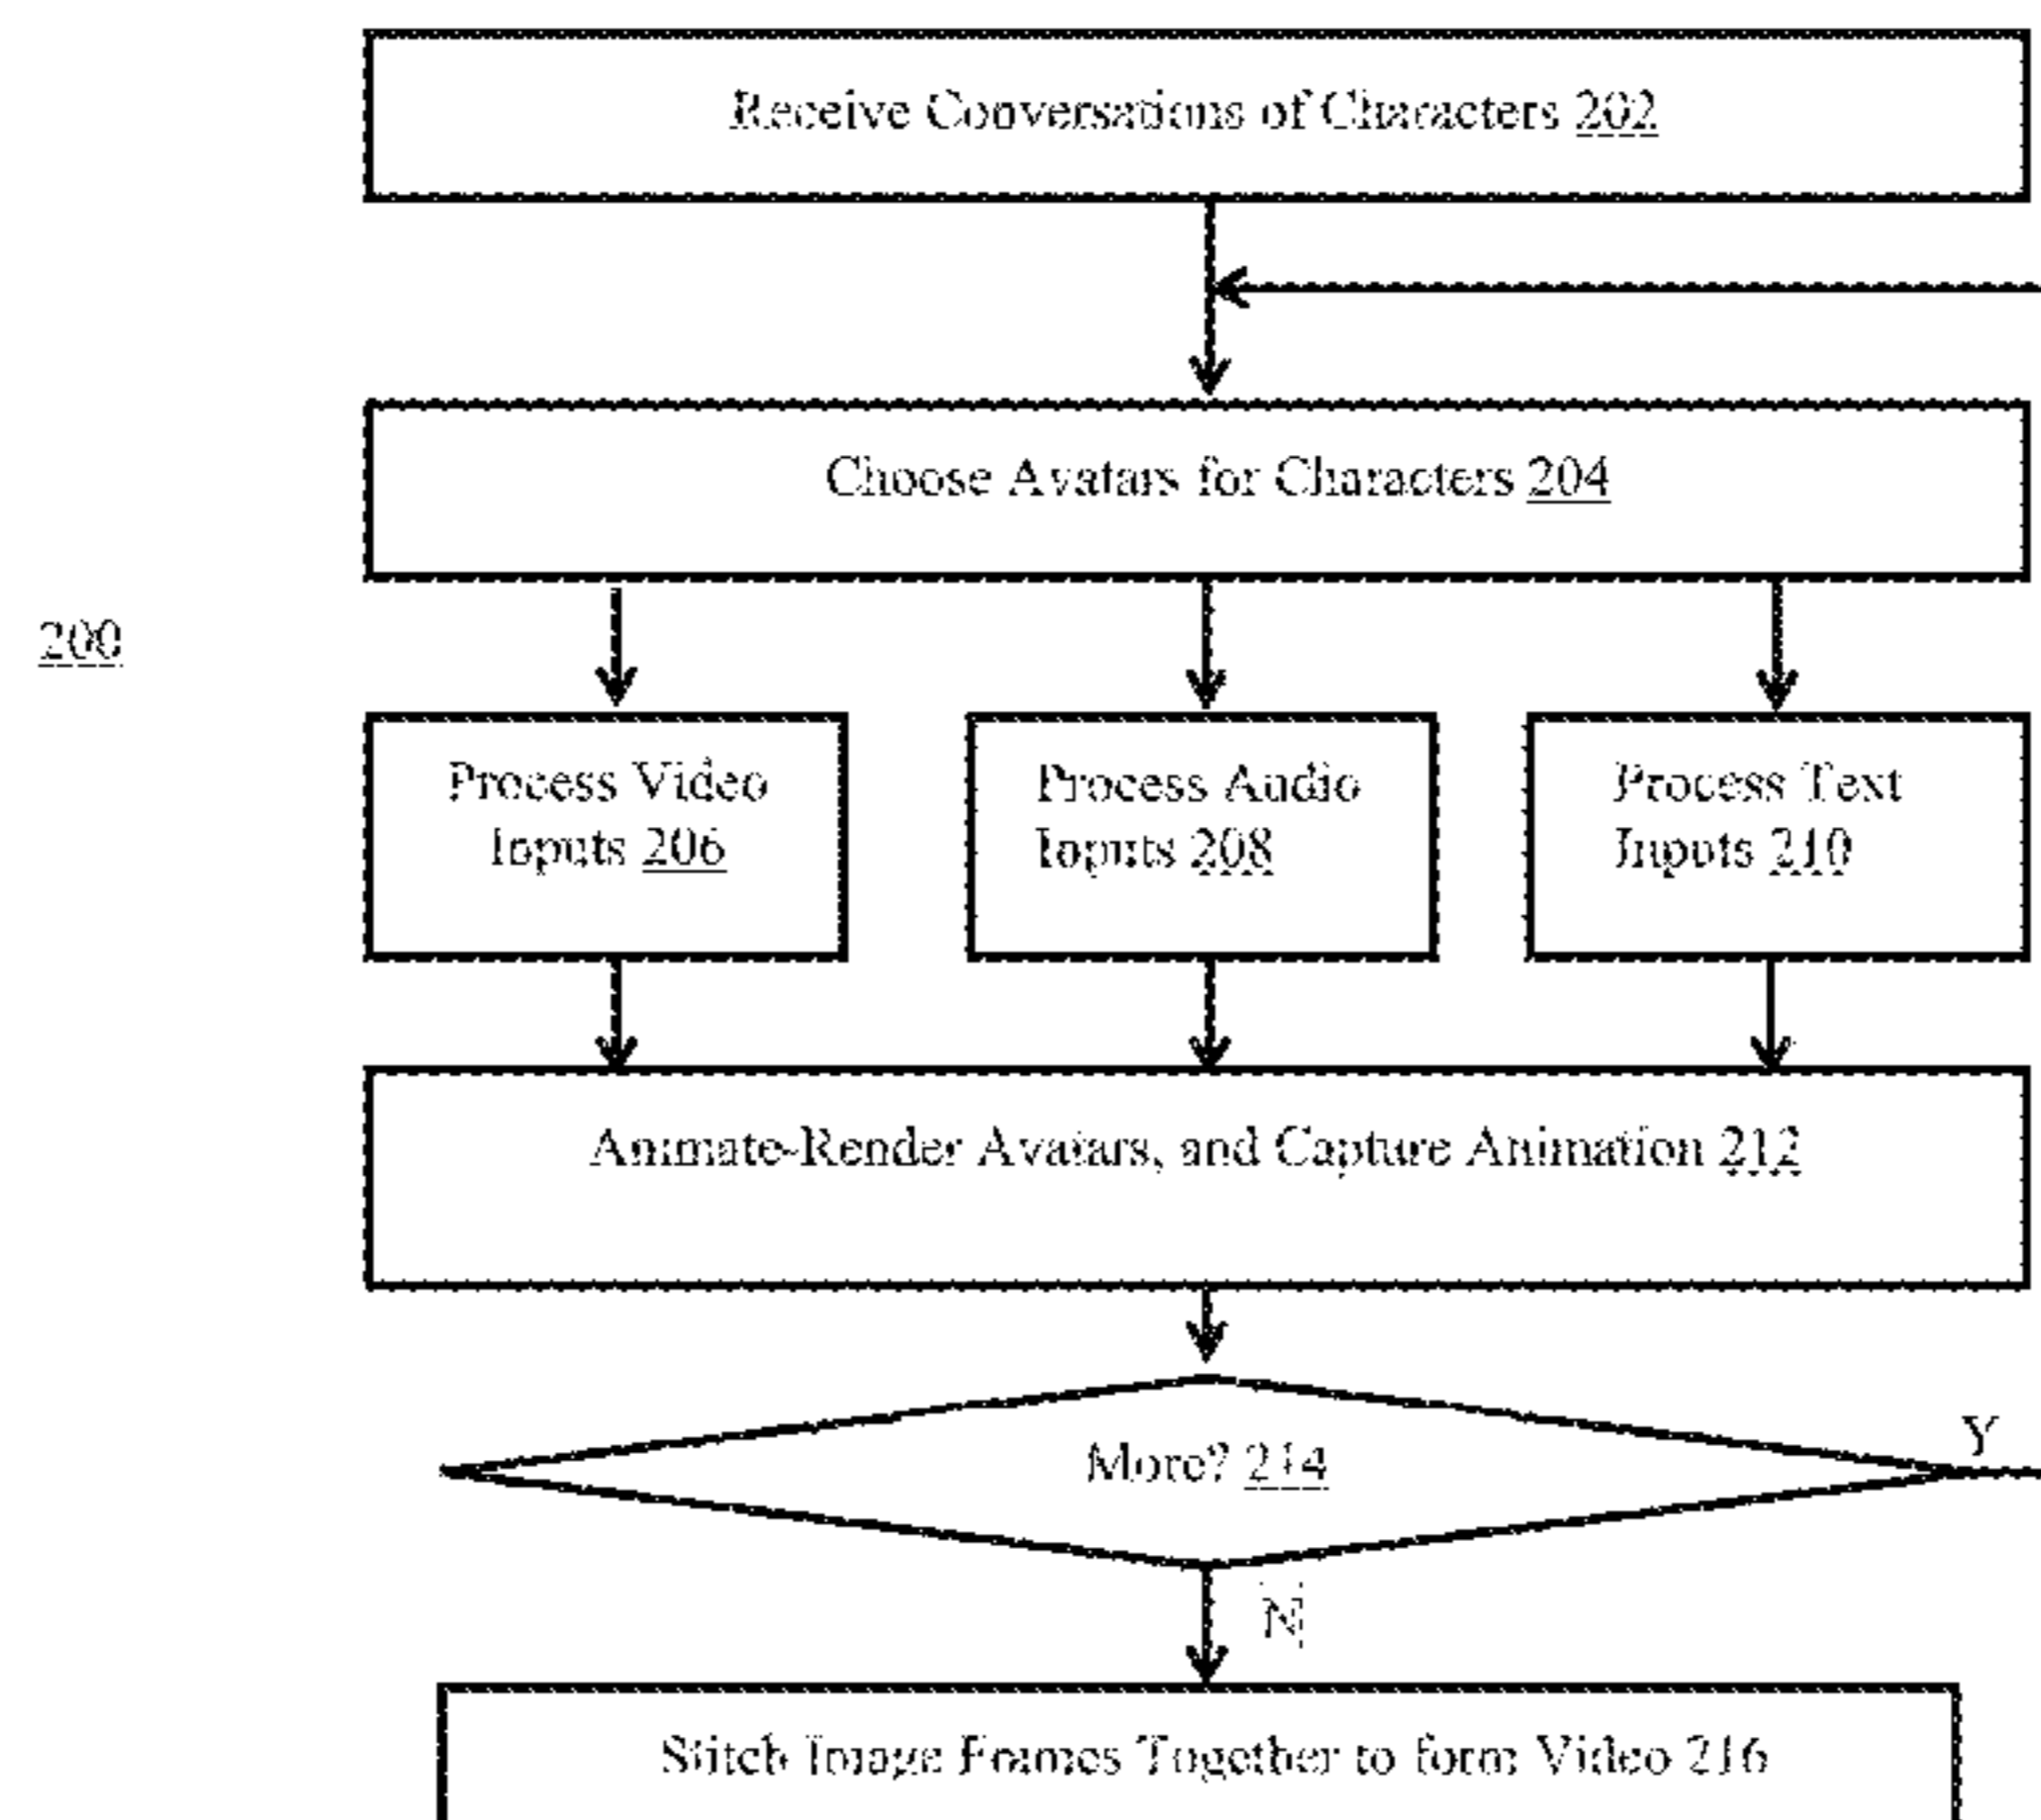 Receive Conversations of Characters 202
Choose Avatars for Characters 204
200
Process Video
Inputs 206
Process Audio
Inputs 208
Process Text
Inputs 210
Animate-Render Avatars, and Capture Animation 212
More? 214
Y
N
Stitch Image Frames Together to form Video 216